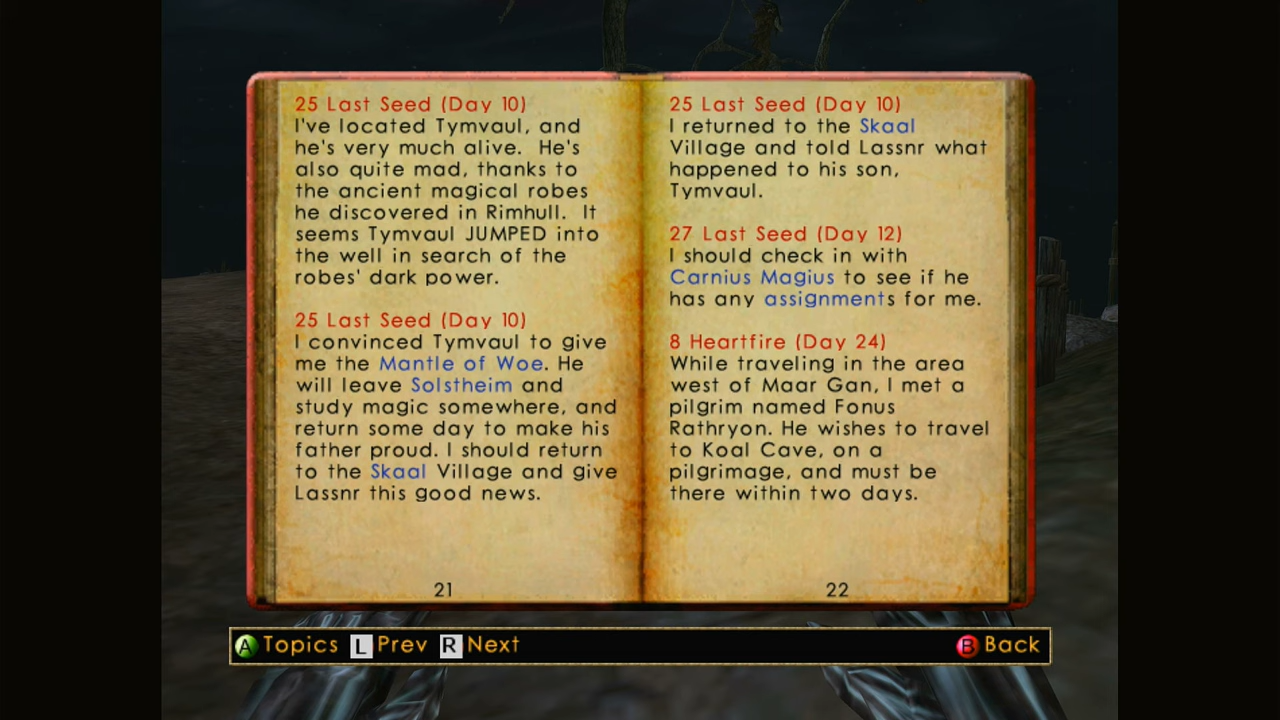 25 Last Seed (Day 10)
I've located Tymvaul, and
he's very much alive.  He's
also quite mad, thanks to
the ancient magical robes
he discovered in Rimhull.  It
seems Tymvaul JUMPED into
the well in search of the
robes' dark power.
25 Last Seed (Day 10)
I convinced Tymvaul to give
me the Mantle of Woe. He
will leave Solstheim and
study magic somewhere, and
return some day to make his
father proud. I should return
to the Skaal Village and give
Lassnr this good news.
21
25 Last Seed (Day 10)
I returned to the Skaal
Village and told Lassnr what
happened to his son,
Tymvaul.
27 Last Seed (Day 12)
I should check in with
Carnius Magius to see if he
has any assignments for me.
8 Heartfire (Day 24)
While traveling in the area
west of Maar Gan, I met a
pilgrim named Fonus
Rathryon. He wishes to travel
to Koal Cave, on a
pilgrimage, and must be
there within two days.
22
A Topics L Prev R Next B Back